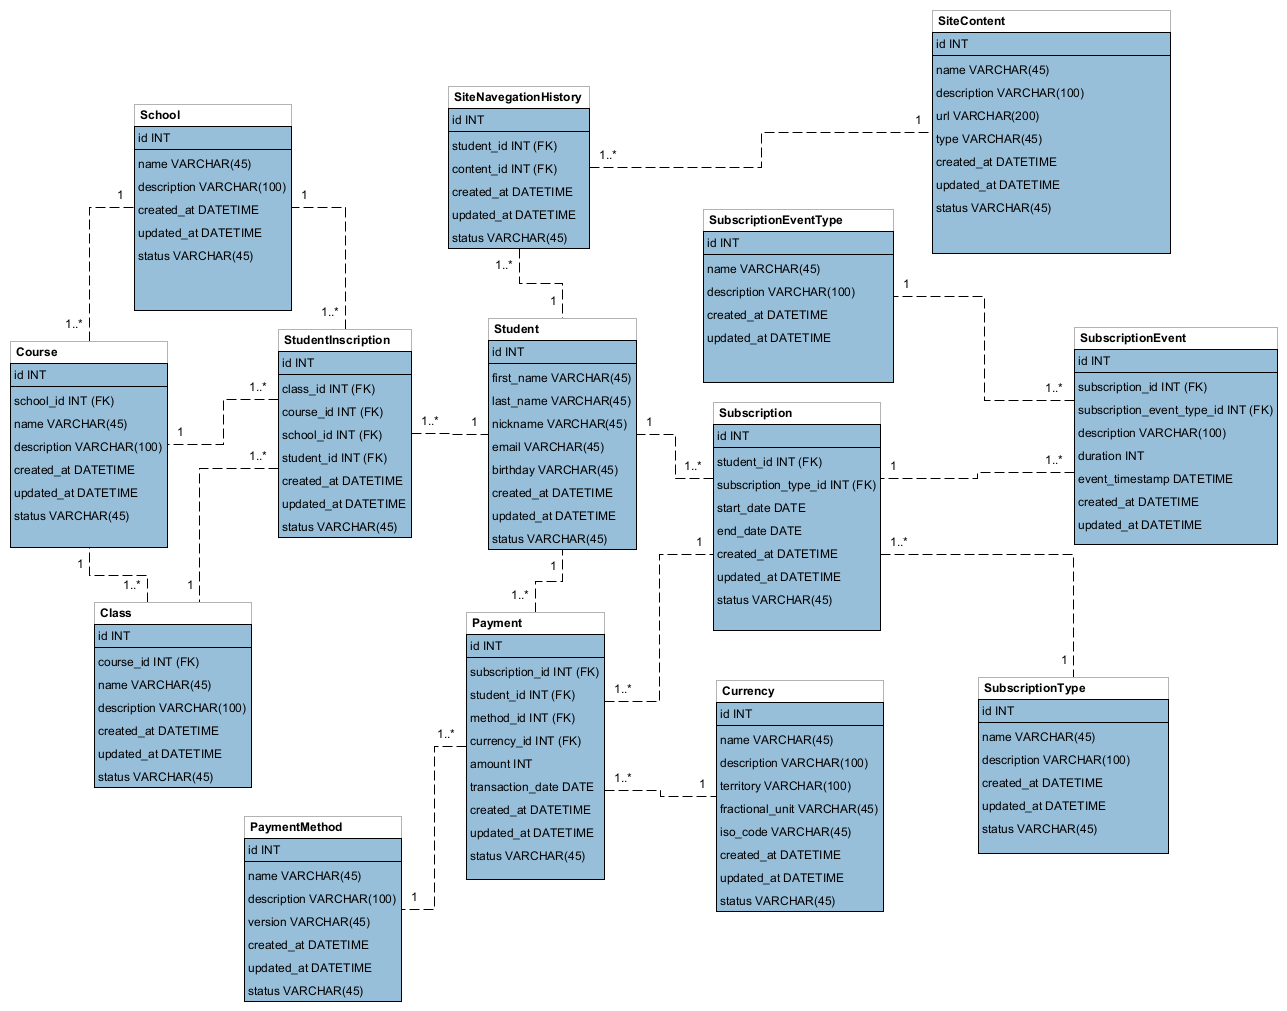 SiteContent
id INT
name VARCHAR(45)
description VARCHAR(100)
url VARCHAR(200)
type VARCHAR(45)
created_at DATETIME
updated_at DATETIME
status VARCHAR(45)
1
SiteNavegationHistory
id INT
student_id INT (FK)
content_id INT (FK)
created_at DATETIME
updated_at DATETIME
status VARCHAR(45)
1..*
1..*
1
School
id INT
name VARCHAR(45)
description VARCHAR(100)
created_at DATETIME
updated_at DATETIME
status VARCHAR(45)
1
1
1..*
1..*
SubscriptionEventType
id INT
name VARCHAR(45)
description VARCHAR(100)
created_at DATETIME
updated_at DATETIME
1
1..*
Course
id INT
school_id INT (FK)
name VARCHAR(45)
description VARCHAR(100)
created_at DATETIME
updated_at DATETIME
status VARCHAR(45)
1
1..*
1..*
1
1..*
1
StudentInscription
id INT
class_id INT (FK)
course_id INT (FK)
school_id INT (FK)
student_id INT (FK)
created_at DATETIME
updated_at DATETIME
status VARCHAR(45)
1..*
1
Student
id INT
first_name VARCHAR(45)
last_name VARCHAR(45)
nickname VARCHAR(45)
email VARCHAR(45)
birthday VARCHAR(45)
created_at DATETIME
updated_at DATETIME
status VARCHAR(45)
1
1..*
1
1..*
Subscription
id INT
student_id INT (FK)
subscription_type_id INT (FK)
start_date DATE
end_date DATE
created_at DATETIME
updated_at DATETIME
status VARCHAR(45)
1
1..*
1..*
1
1
1..*
SubscriptionEvent
id INT
subscription_id INT (FK)
subscription_event_type_id INT (FK)
description VARCHAR(100)
duration INT
event_timestamp DATETIME
created_at DATETIME
updated_at DATETIME
Class
id INT
course_id INT (FK)
name VARCHAR(45)
description VARCHAR(100)
created_at DATETIME
updated_at DATETIME
status VARCHAR(45)
Payment
id INT
subscription_id INT (FK)
student_id INT (FK)
method_id INT (FK)
currency_id INT (FK)
amount INT
transaction_date DATE
created_at DATETIME
updated_at DATETIME
status VARCHAR(45)
1..*
1
1..*
1
Currency
id INT
name VARCHAR(45)
description VARCHAR(100)
territory VARCHAR(100)
fractional_unit VARCHAR(45)
iso_code VARCHAR(45)
created_at DATETIME
updated_at DATETIME
status VARCHAR(45)
SubscriptionType
id INT
name VARCHAR(45)
description VARCHAR(100)
created_at DATETIME
updated_at DATETIME
status VARCHAR(45)
PaymentMethod
id INT
name VARCHAR(45)
description VARCHAR(100)
version VARCHAR(45)
created_at DATETIME
updated_at DATETIME
status VARCHAR(45)